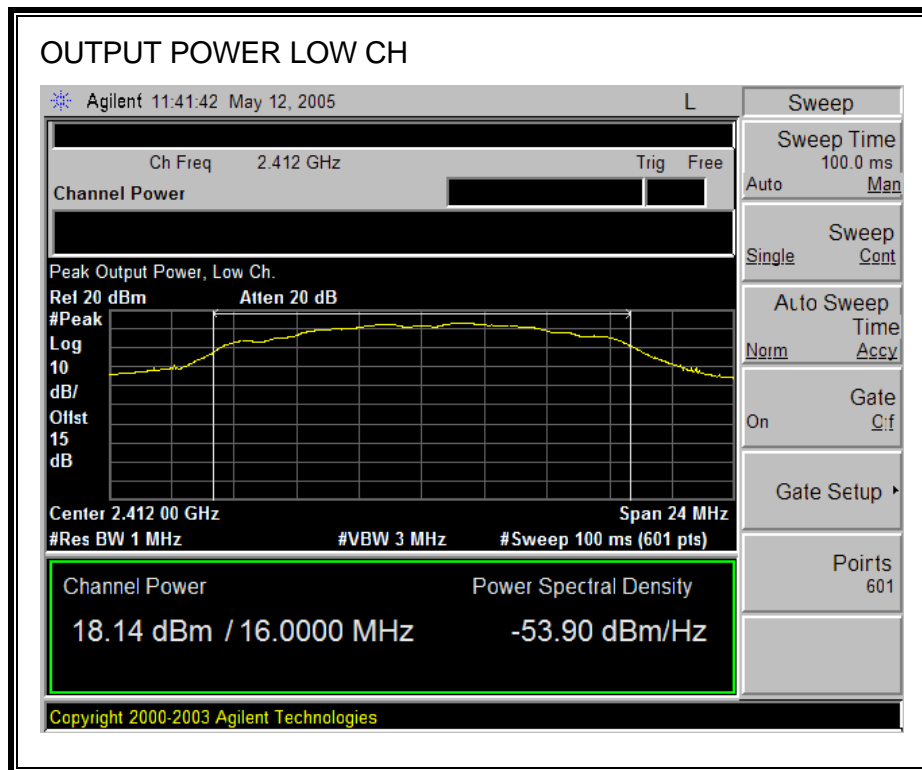 OUTPUT POWER LOW CH
Agilent 11:41:42 May 12, 2005 L
Ch Freq 2.412 GHz Trig Free
Channel Power
Peak Output Power, Low Ch.
Ref 20 dBm Atten 20 dB
#Peak
Log
10
dB/
Offst
15
dB
Center 2.412 00 GHz Span 24 MHz
#Res BW 1 MHz #VBW 3 MHz #Sweep 100 ms (601 pts)
Channel Power Power Spectral Density
18.14 dBm / 16.0000 MHz -53.90 dBm/Hz
Copyright 2000-2003 Agilent Technologies
Sweep
Sweep Time
100.0 ms
Auto Man
Sweep
Single Cont
Auto Sweep
Time
Norm Accy
Gate
On Off
Gate Setup
Points
601